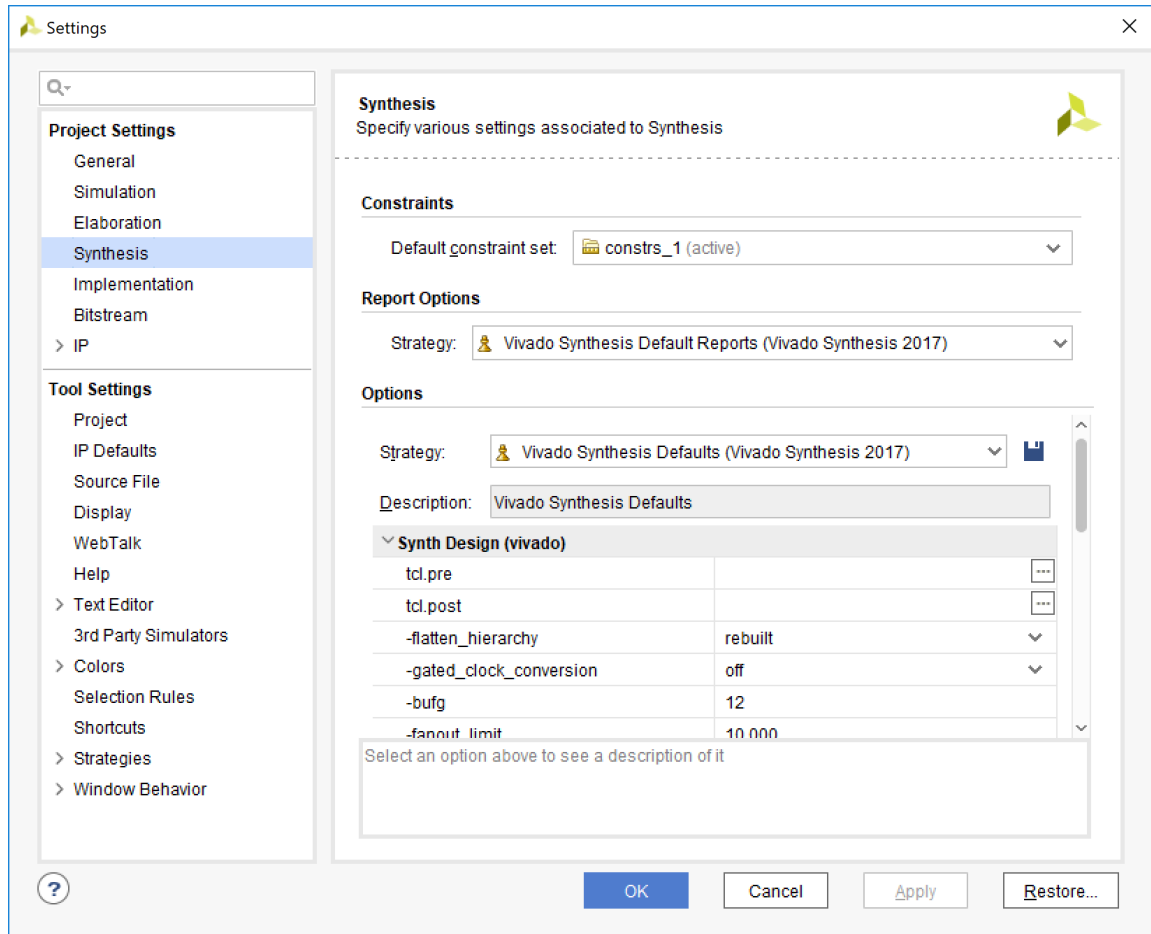 Settings
Project Settings
General
Simulation
Elaboration
Synthesis
Implementation
Bitstream
IP
Tool Settings
Project
IP Defaults
Source File
Display
WebTalk
Help
Text Editor
3rd Party Simulators
Colors
Selection Rules
Shortcuts
Strategies
Window Behavior
Synthesis
Specify various settings associated to Synthesis
Constraints
Default constraint set: constrs_1 (active)
Report Options
Strategy: Vivado Synthesis Default Reports (Vivado Synthesis 2017)
Options
Strategy: Vivado Synthesis Defaults (Vivado Synthesis 2017)
Description: Vivado Synthesis Defaults
Synth Design (vivado)
tcl.pre ...
tcl.post ...
-flatten_hierarchy rebuilt
-gated_clock_conversion off
-bufg 12
-fanout_limit 10,000
Select an option above to see a description of it
? OK Cancel Apply Restore...